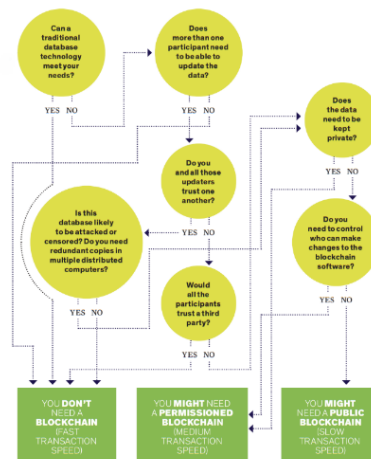 Can a
traditional
database
technology
meet your
needs?
YES NO
Does
more than one
participant need
to be able to
update the
data?
YES NO
Does
the data
need to be
kept
private?
YES NO
Do you
and all those
updaters
trust one
another?
YES NO
Is this
database likely
to be attacked or
censored? Do you need
redundant copies in
multiple distributed
computers?
YES NO
Do you
need to control
who can make
changes to the
blockchain
software?
YES NO
Would
all the
participants
trust a third
party?
YES NO
YOU DON'T
NEED A
BLOCKCHAIN
(FAST
TRANSACTION
SPEED)
YOU MIGHT NEED
A PERMISSIONED
BLOCKCHAIN
(MEDIUM
TRANSACTION
SPEED)
YOU MIGHT
NEED A PUBLIC
BLOCKCHAIN
(SLOW
TRANSACTION
SPEED)